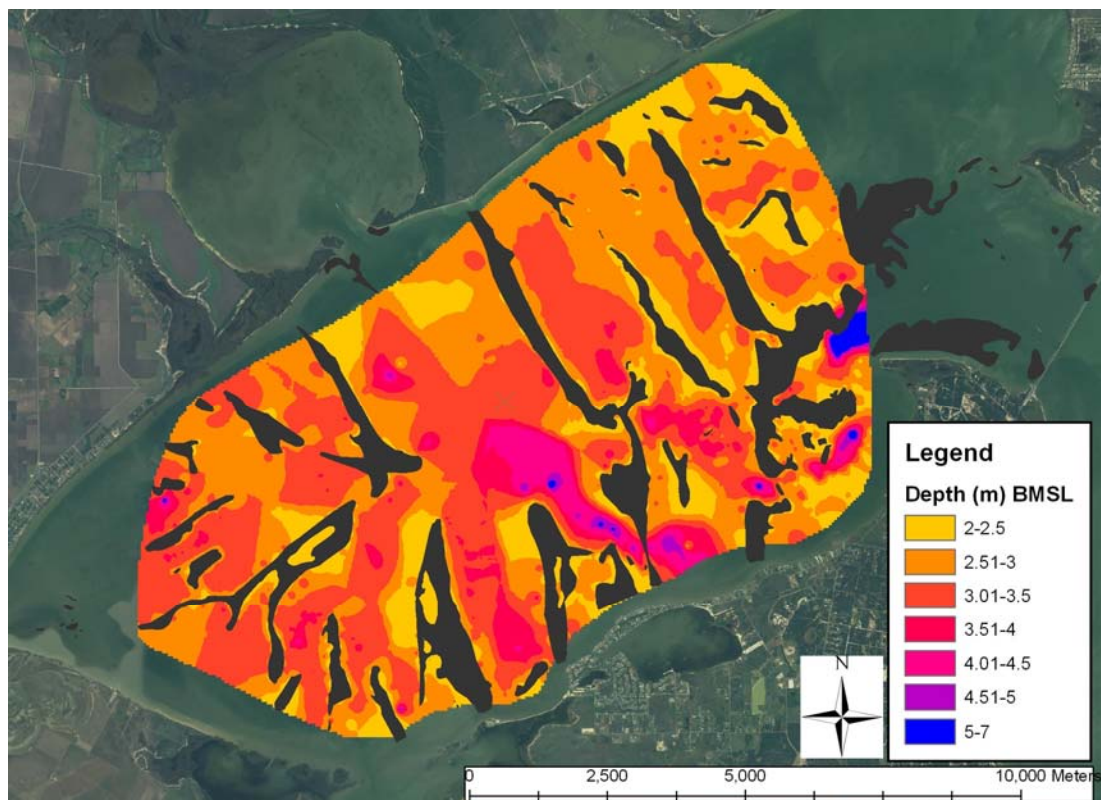 Legend
Depth (m) BMSL
2-2.5
2.51-3
3.01-3.5
3.51-4
4.01-4.5
4.51-5
5-7
N
0 2,500 5,000 10,000 Meters